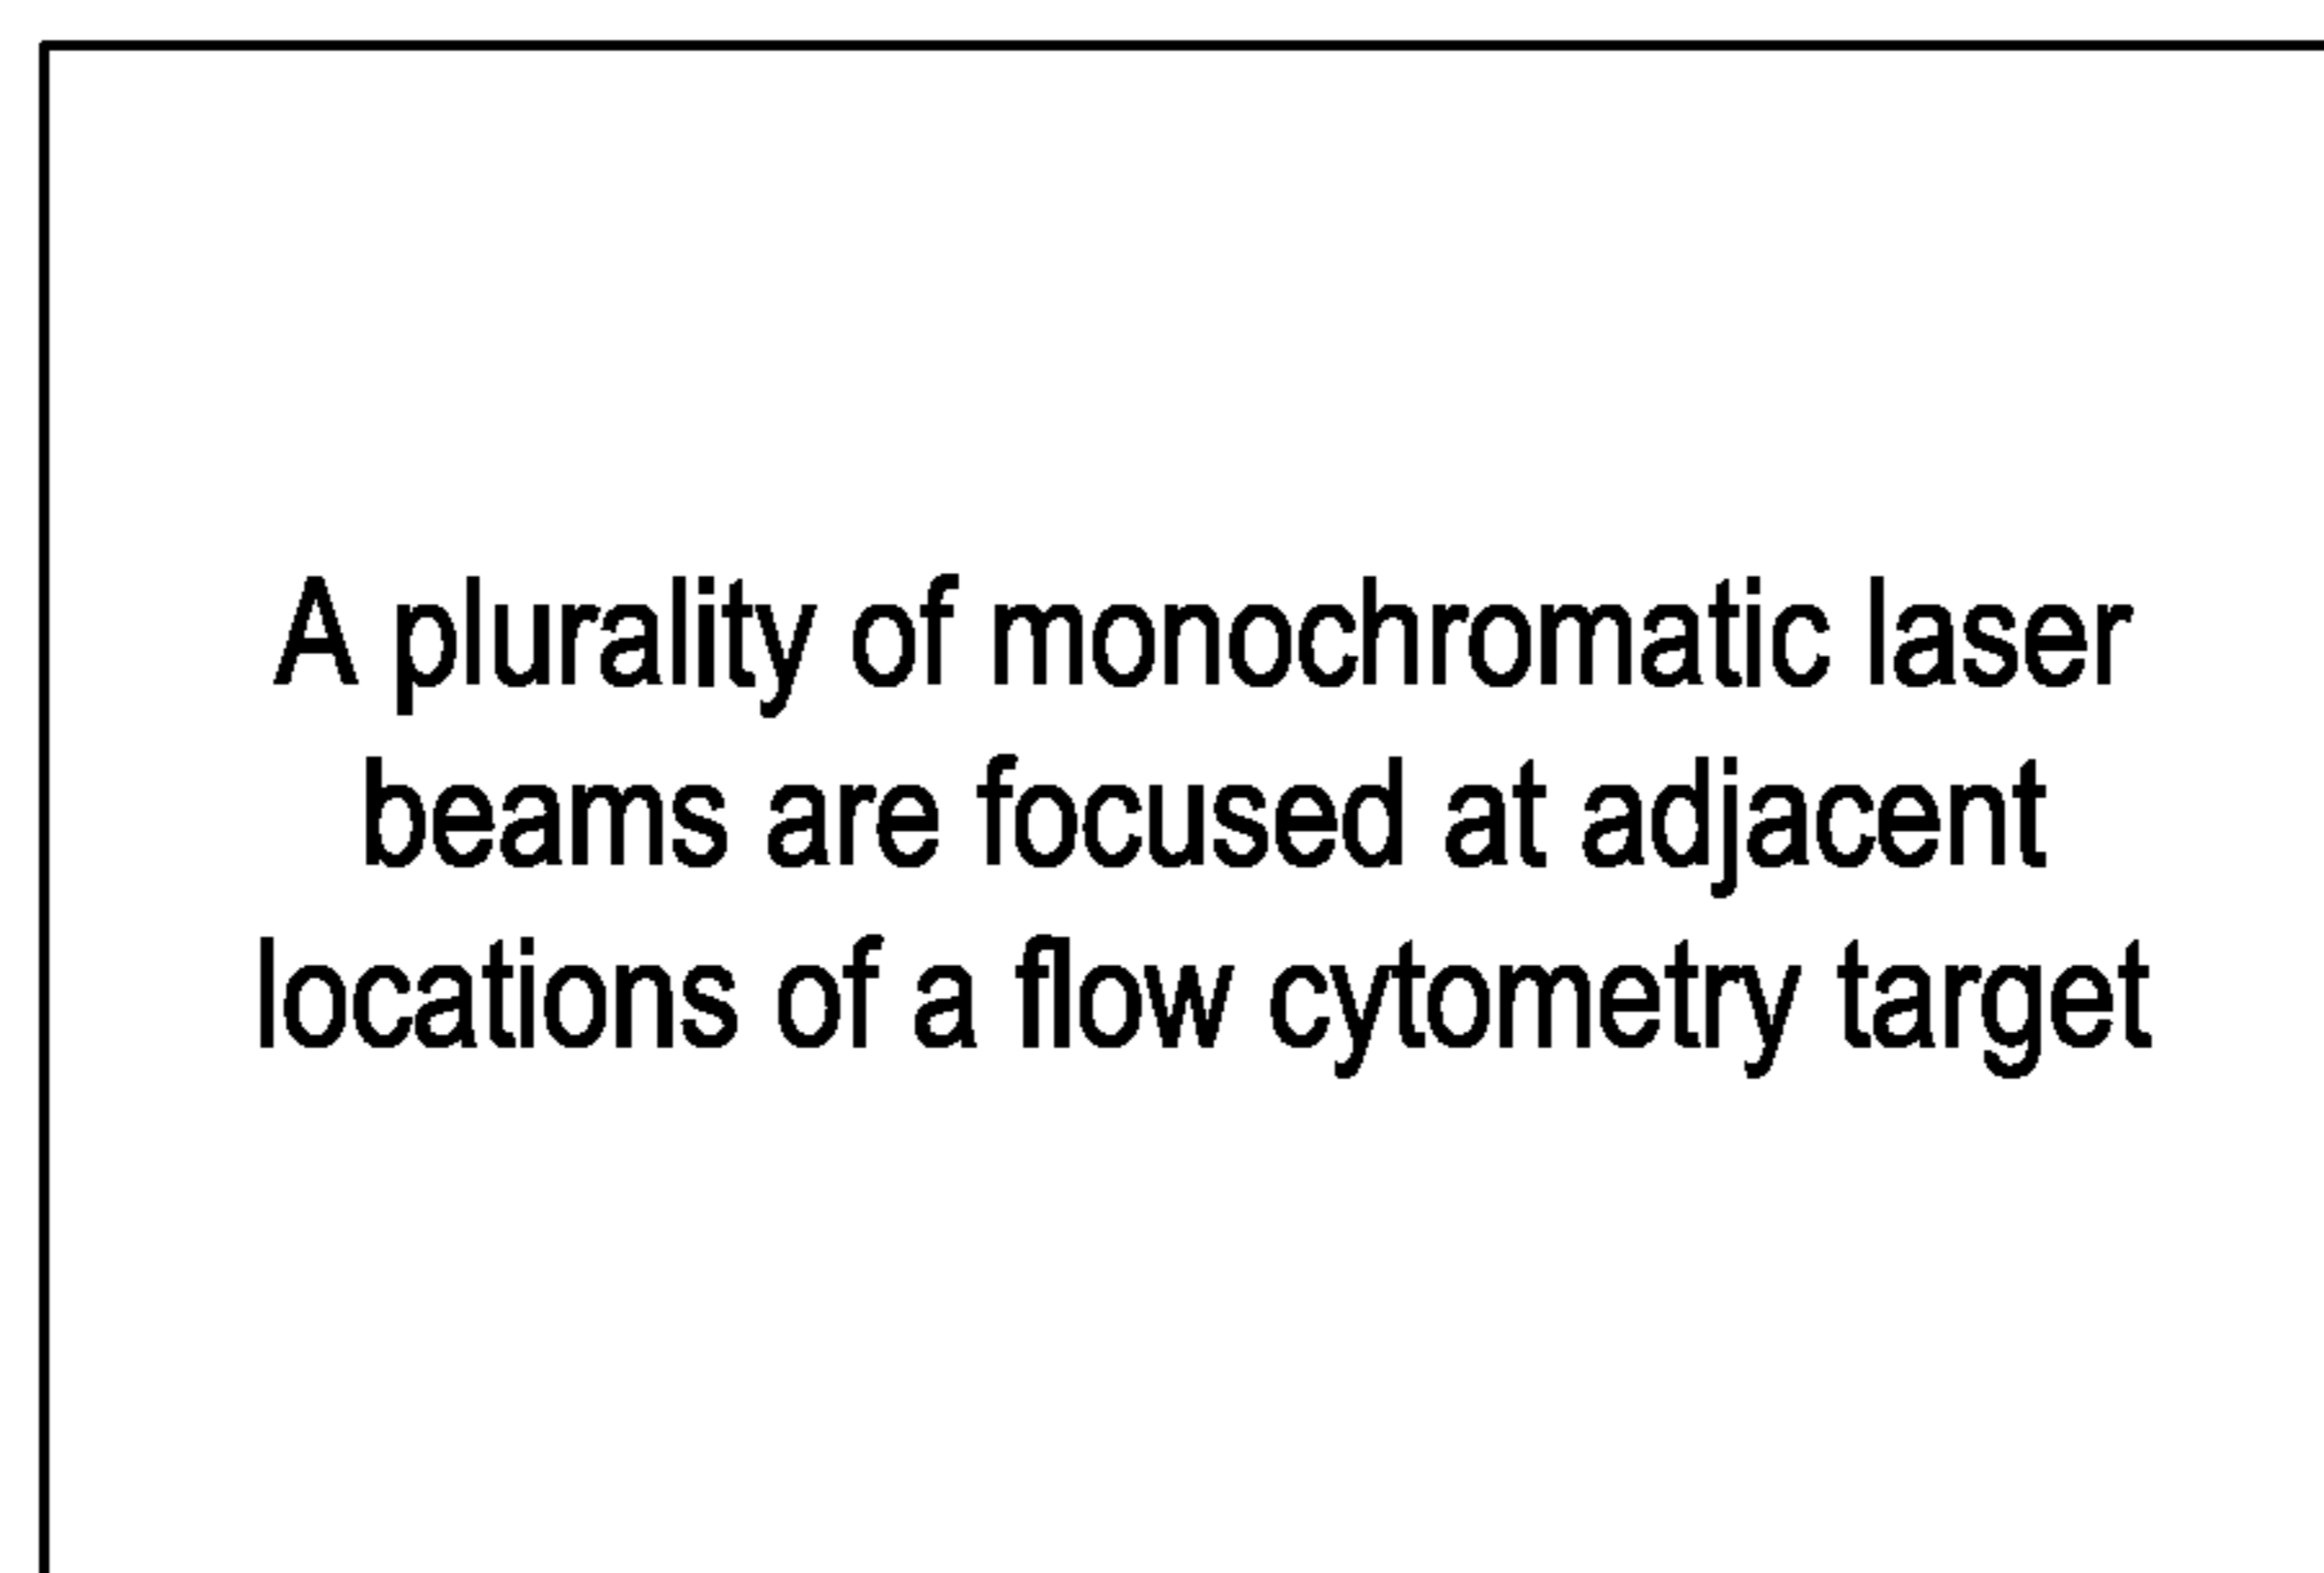 A plurality of monochromatic laser
beams are focused at adjacent
locations of a flow cytometry target